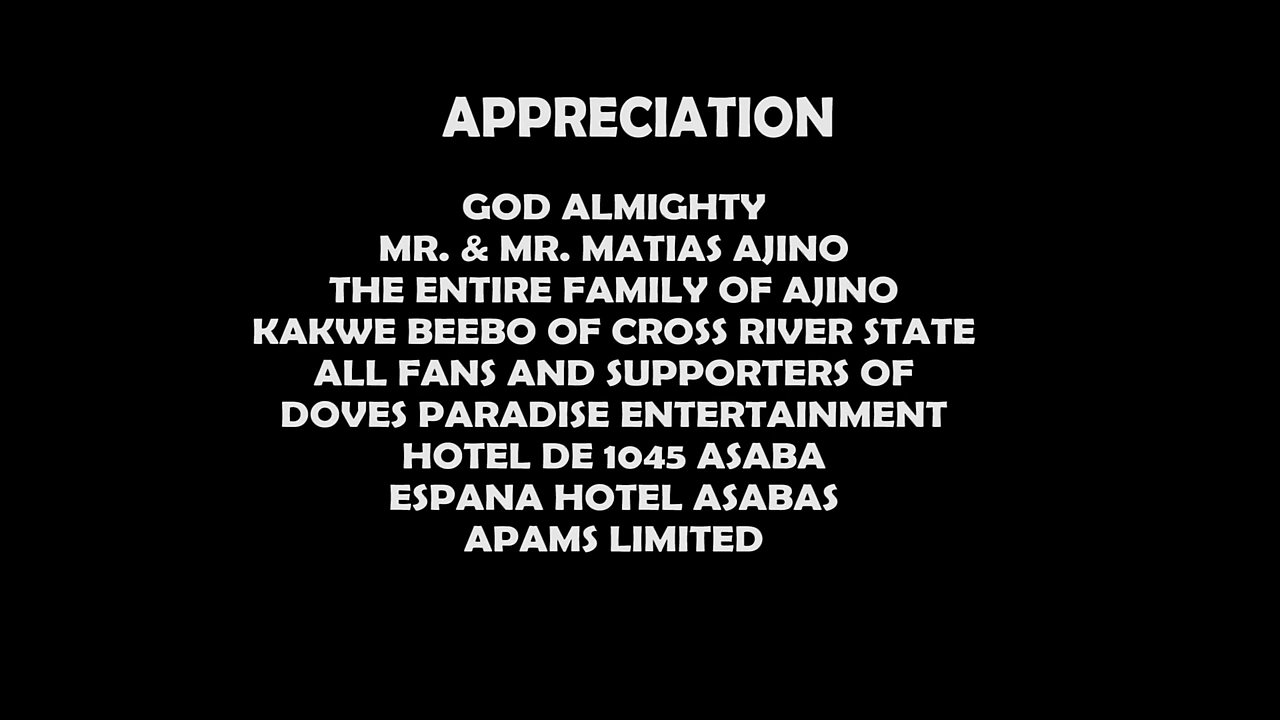 APPRECIATION
GOD ALMIGHTY
MR. & MR. MATIAS AJINO
THE ENTIRE FAMILY OF AJINO
KAKWE BEEBO OF CROSS RIVER STATE
ALL FANS AND SUPPORTERS OF
DOVES PARADISE ENTERTAINMENT
HOTEL DE 1045 ASABA
ESPANA HOTEL ASABAS
APAMS LIMITED